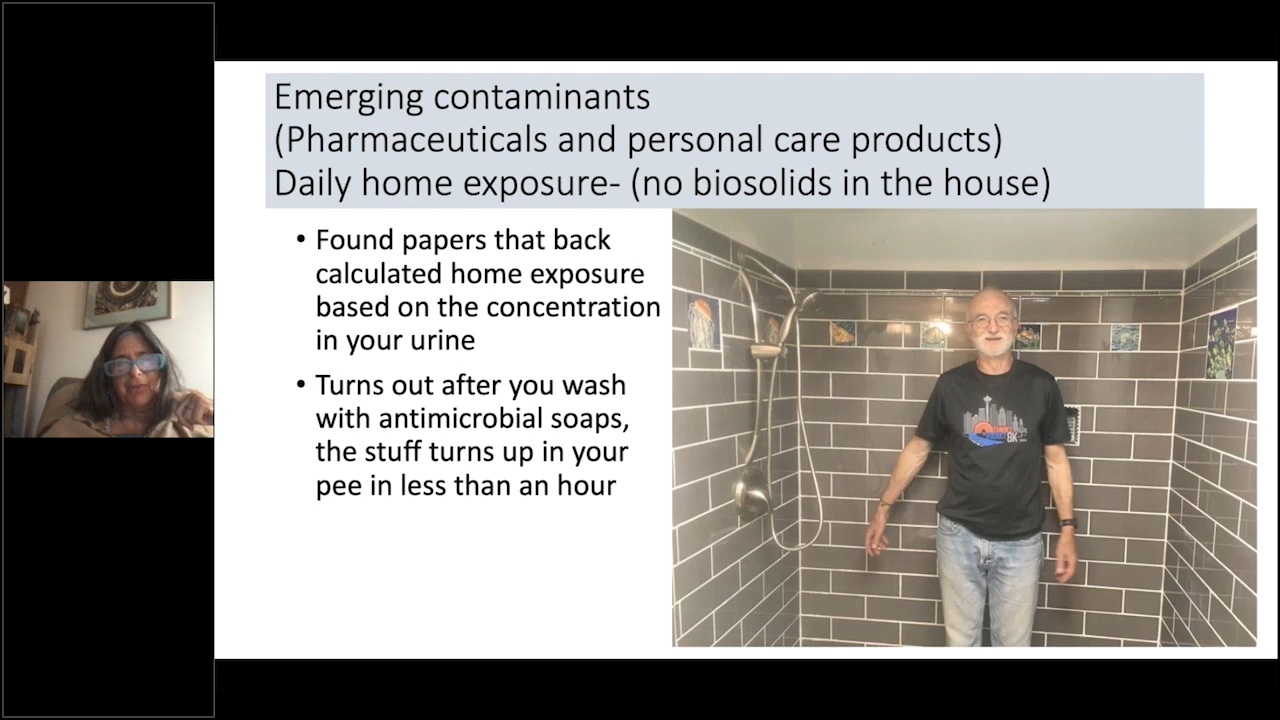 Emerging contaminants
(Pharmaceuticals and personal care products)
Daily home exposure- (no biosolids in the house)
• Found papers that back
calculated home exposure
based on the concentration
in your urine
• Turns out after you wash
with antimicrobial soaps,
the stuff turns up in your
pee in less than an hour
8K